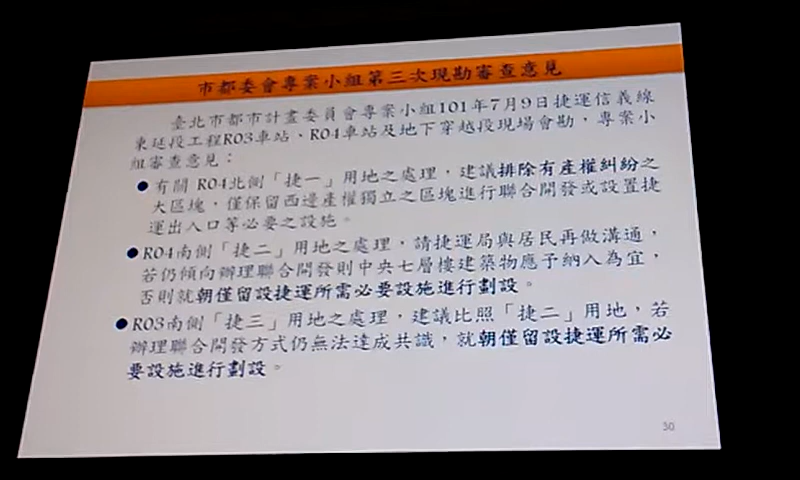 市都委會專案小組第三次現勘審查意見
臺北市都市計畫委員會專案小組101年7月9日捷運信義線
東延段工程R03車站、R04車站及地下穿越段現場會勘，專案小
組審查意見：
●有關 R04北側「捷一」用地之處理，建議排除有產權糾紛之
大區塊，僅保留西邊產權獨立之區塊進行聯合開發或設置捷
運出入口等必要之設施。
●R04南側「捷二」用地之處理，請捷運局與居民再做溝通，
若仍傾向辦理聯合開發則中央七層樓建築物應予納入為宜，
否則就朝僅留設捷運所需必要設施進行劃設。
●R03南側「捷三」用地之處理，建議比照「捷二」用地，若
辦理聯合開發方式仍無法達成共識，就朝僅留設捷運所需必
要設施進行劃設。
30